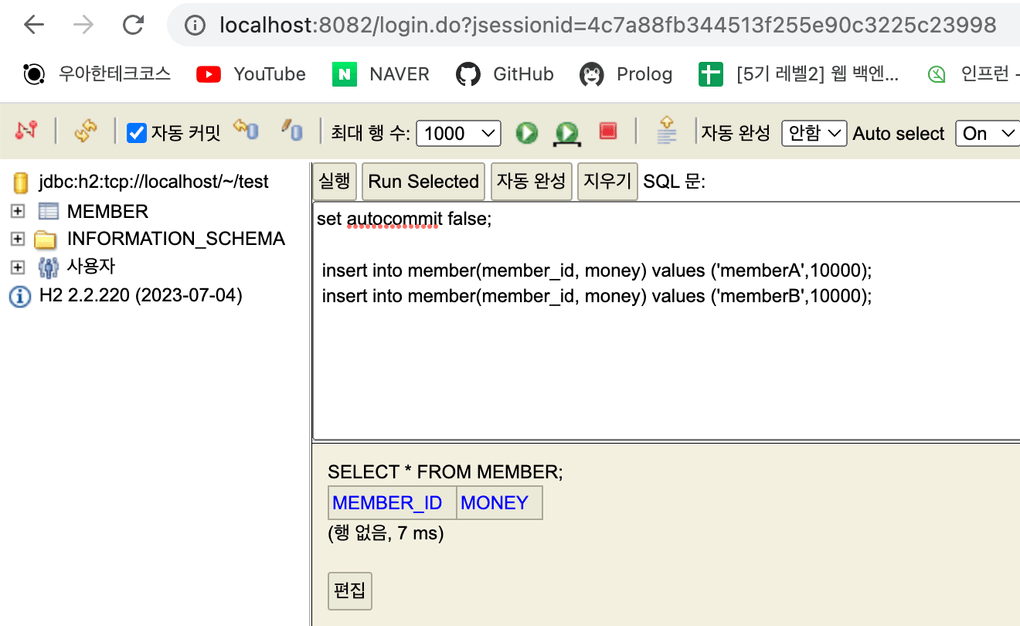 localhost:8082/login.do?jsessionid=4c7a88fb344513f255e90c3225c23998
우아한테크코스 YouTube N NAVER GitHub Prolog [5기 레벨2] 웹 백엔... 인프런 -
자동 커밋 최대 행 수: 1000 자동 완성 안함 Auto select On
jdbc:h2:tcp://localhost/~/test
MEMBER
INFORMATION_SCHEMA
사용자
H2 2.2.220 (2023-07-04)
실행 Run Selected 자동 완성 지우기 SQL 문:
set autocommit false;
insert into member(member_id, money) values ('memberA',10000);
insert into member(member_id, money) values ('memberB',10000);
SELECT * FROM MEMBER;
MEMBER_ID MONEY
(행 없음, 7 ms)
편집